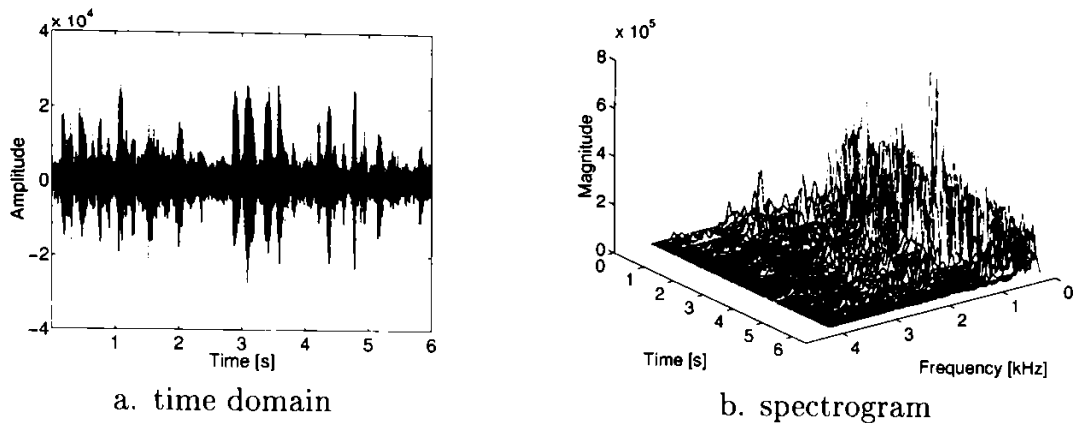 × 10⁴
4
2
0
−2
−4
Amplitude
1 2 3 4 5 6
Time [s]
a. time domain
× 10⁵
8
6
4
2
0
Magnitude
0 1 2 3 4 5 6
Time [s]
4 3 2 1 0
Frequency [kHz]
b. spectrogram